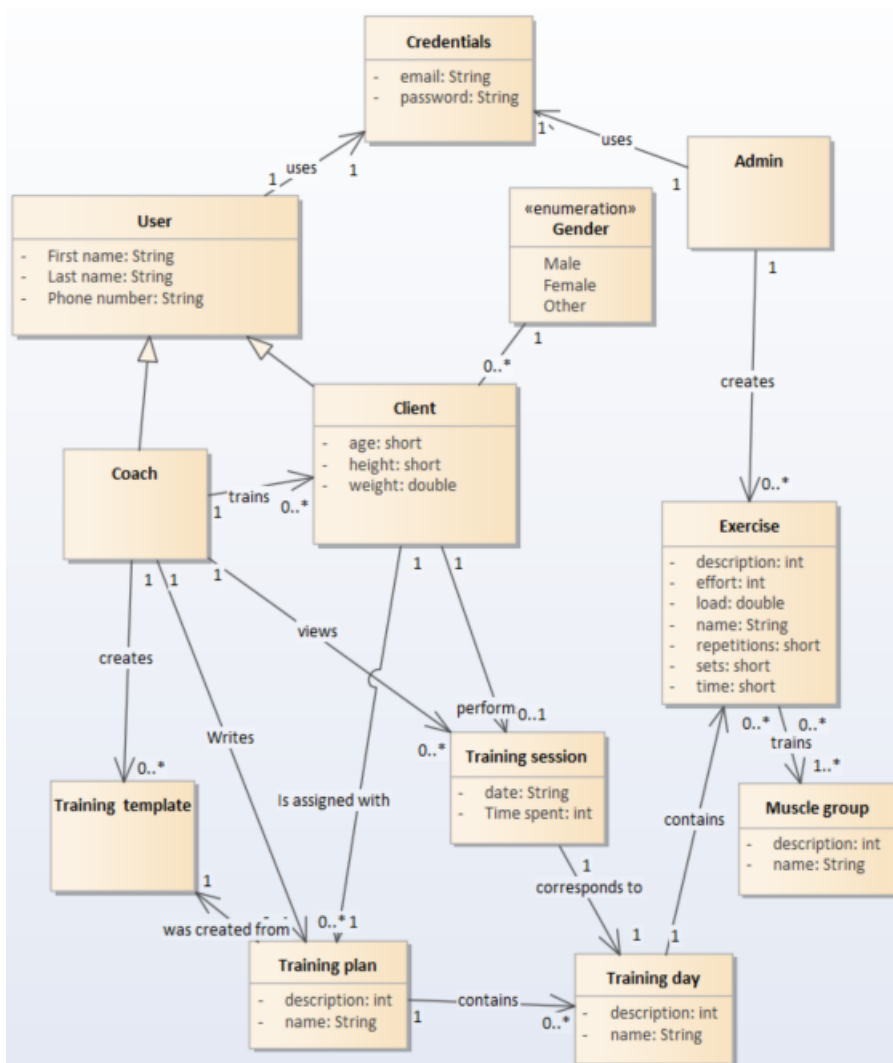 Credentials
- email: String
- password: String
1
1
uses
uses
1
1
Admin
1
User
- First name: String
- Last name: String
- Phone number: String
«enumeration»
Gender
Male
Female
Other
1
0..*
creates
Client
- age: short
- height: short
- weight: double
Coach
trains
1
0..*
0..*
Exercise
- description: int
- effort: int
- load: double
- name: String
- repetitions: short
- sets: short
- time: short
1
1
1
1
1
views
creates
perform
0..1
0..*
0..*
0..*
trains
1..*
Writes
0..*
Training session
- date: String
- Time spent: int
Training template
Is assigned with
Muscle group
- description: int
- name: String
contains
1
1
corresponds to
was created from
0..*
1
1
1
Training plan
- description: int
- name: String
contains
1
0..*
Training day
- description: int
- name: String